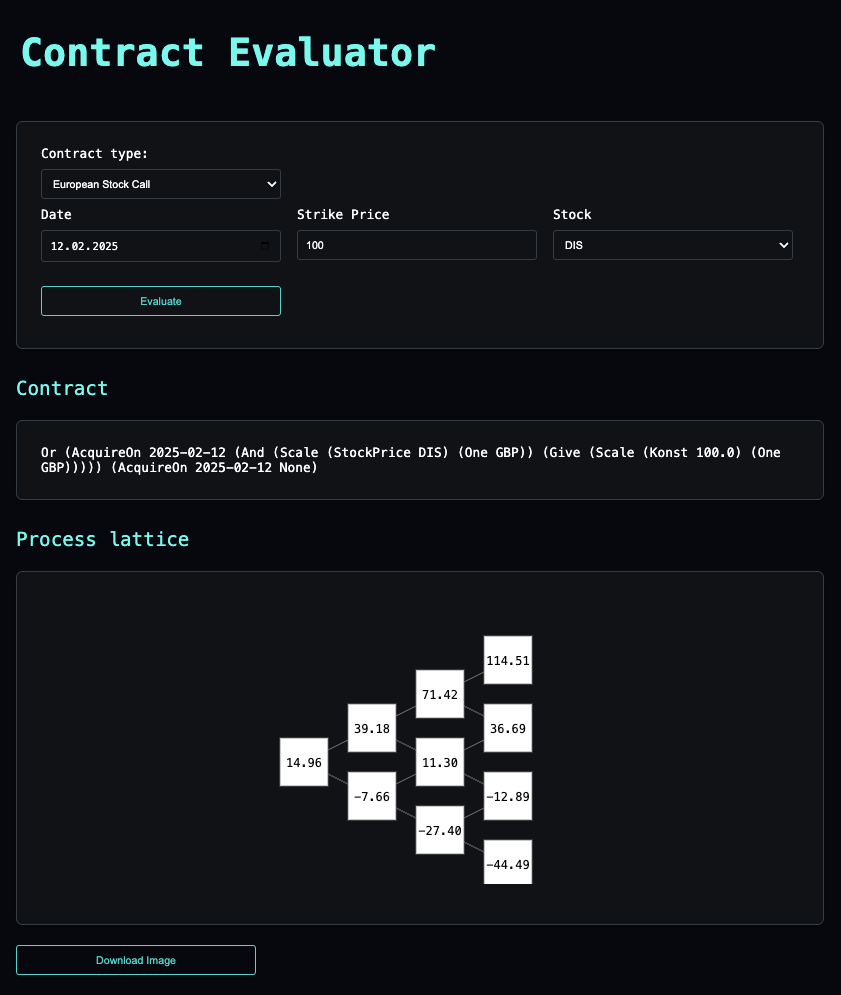 Contract Evaluator
Contract type:
European Stock Call
Date
Strike Price
Stock
12.02.2025
100
DIS
Evaluate
Contract
Or (AcquireOn 2025-02-12 (And (Scale (StockPrice DIS) (One GBP)) (Give (Scale (Konst 100.0) (One
GBP))))) (AcquireOn 2025-02-12 None)
Process lattice
114.51
71.42
39.18
36.69
14.96
11.30
-7.66
-12.89
-27.40
-44.49
Download Image